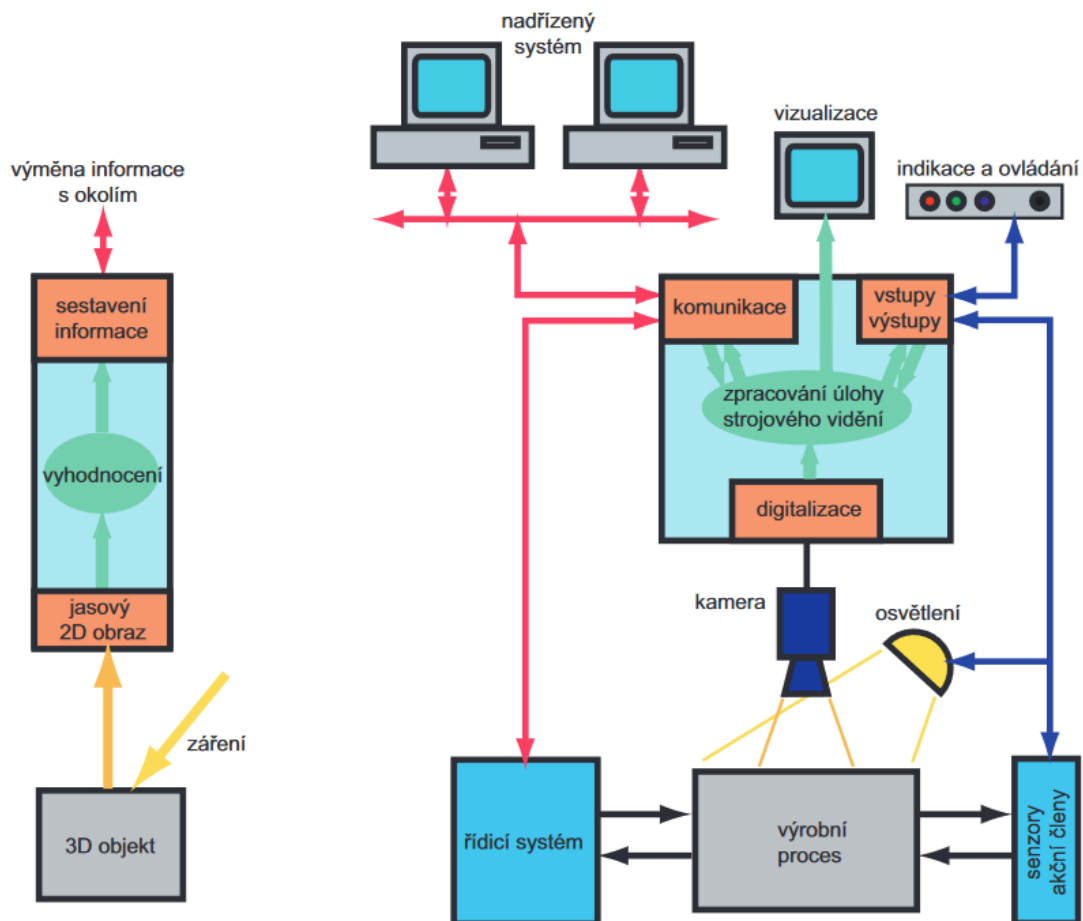 nadřízený
systém
vizualizace
indikace a ovládání
výměna informace
s okolím
sestavení
informace
vyhodnocení
jasový
2D obraz
záření
3D objekt
komunikace
vstupy
výstupy
zpracování úlohy
strojového vidění
digitalizace
kamera
osvětlení
řídicí systém
výrobní
proces
senzory
akční členy